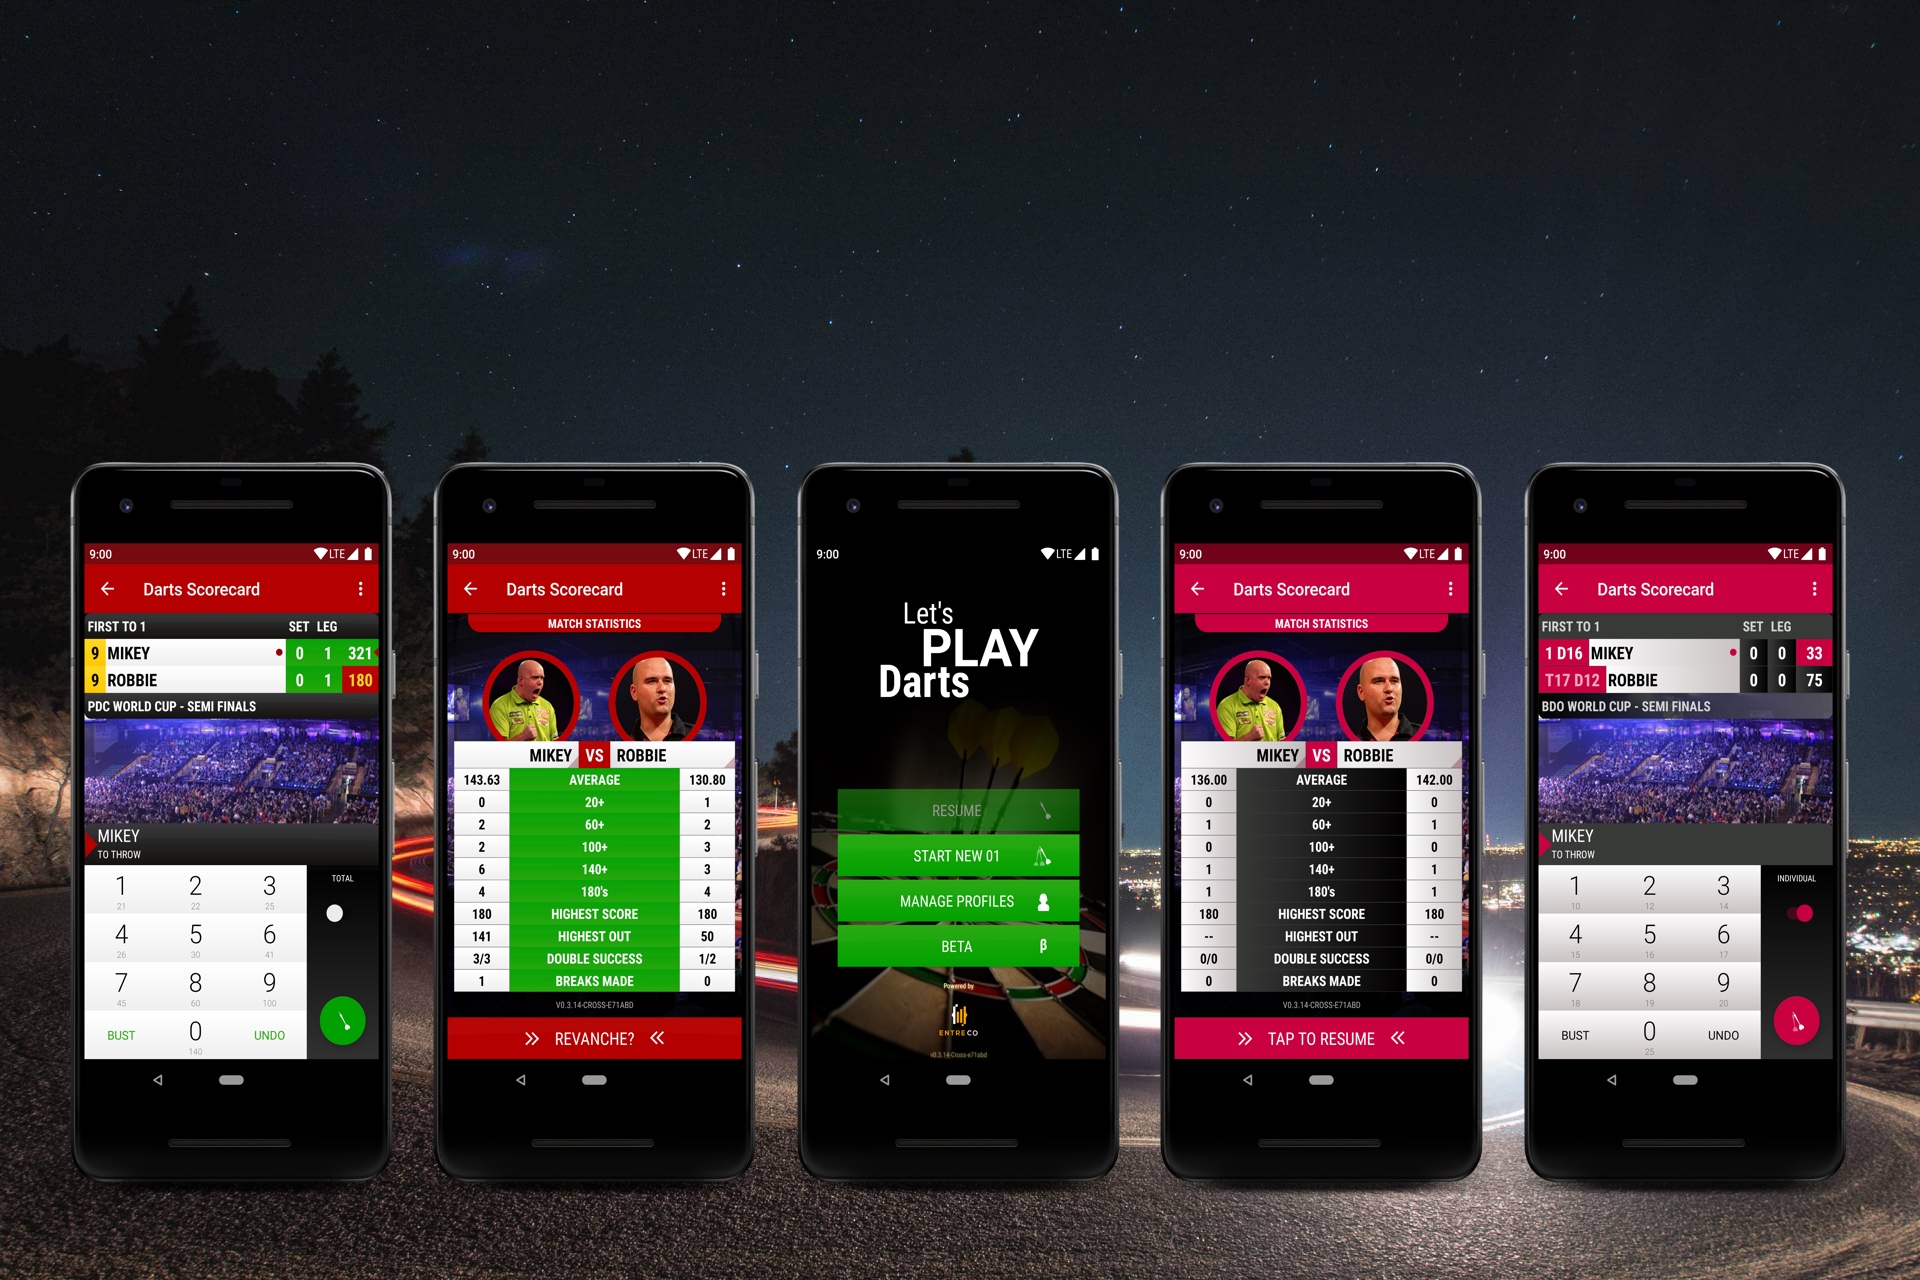 9:00 LTE
Darts Scorecard
FIRST TO 1 SET LEG
9 MIKEY 0 1 321
9 ROBBIE 0 1 180
PDC WORLD CUP - SEMI FINALS
MIKEY
TO THROW
1 2 3
21 22 25
4 5 6
26 30 41
7 8 9
45 60 100
BUST 0 UNDO
140
TOTAL
9:00 LTE
Darts Scorecard
MATCH STATISTICS
MIKEY VS ROBBIE
143.63 AVERAGE 130.80
0 20+ 1
2 60+ 2
2 100+ 3
6 140+ 3
4 180's 4
180 HIGHEST SCORE 180
141 HIGHEST OUT 50
3/3 DOUBLE SUCCESS 1/2
1 BREAKS MADE 0
V0.3.14-CROSS-E71ABD
REVANCHE?
9:00 LTE
Let's
PLAY
Darts
RESUME
START NEW 01
MANAGE PROFILES
BETA β
Powered by
ENTRECO
v0.3.14-Cross-e71abd
9:00 LTE
Darts Scorecard
MATCH STATISTICS
MIKEY VS ROBBIE
136.00 AVERAGE 142.00
0 20+ 0
1 60+ 1
0 100+ 0
1 140+ 1
1 180's 1
180 HIGHEST SCORE 180
-- HIGHEST OUT --
0/0 DOUBLE SUCCESS 0/0
0 BREAKS MADE 0
V0.3.14-CROSS-E71ABD
TAP TO RESUME
9:00 LTE
Darts Scorecard
FIRST TO 1 SET LEG
1 D16 MIKEY 0 0 33
T17 D12 ROBBIE 0 0 75
BDO WORLD CUP - SEMI FINALS
MIKEY
TO THROW
1 2 3
10 12 14
4 5 6
15 16 17
7 8 9
18 19 20
BUST 0 UNDO
25
INDIVIDUAL